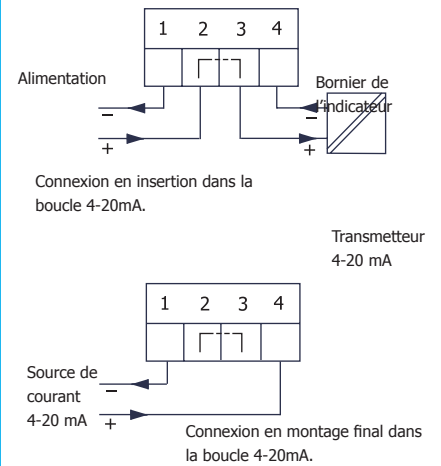 1 2 3 4
Alimentation
Bornier de
l'indicateur
−
−
+
+
Connexion en insertion dans la
boucle 4-20mA.
Transmetteur
4-20 mA
1 2 3 4
Source de
courant
4-20 mA
−
+
Connexion en montage final dans
la boucle 4-20mA.